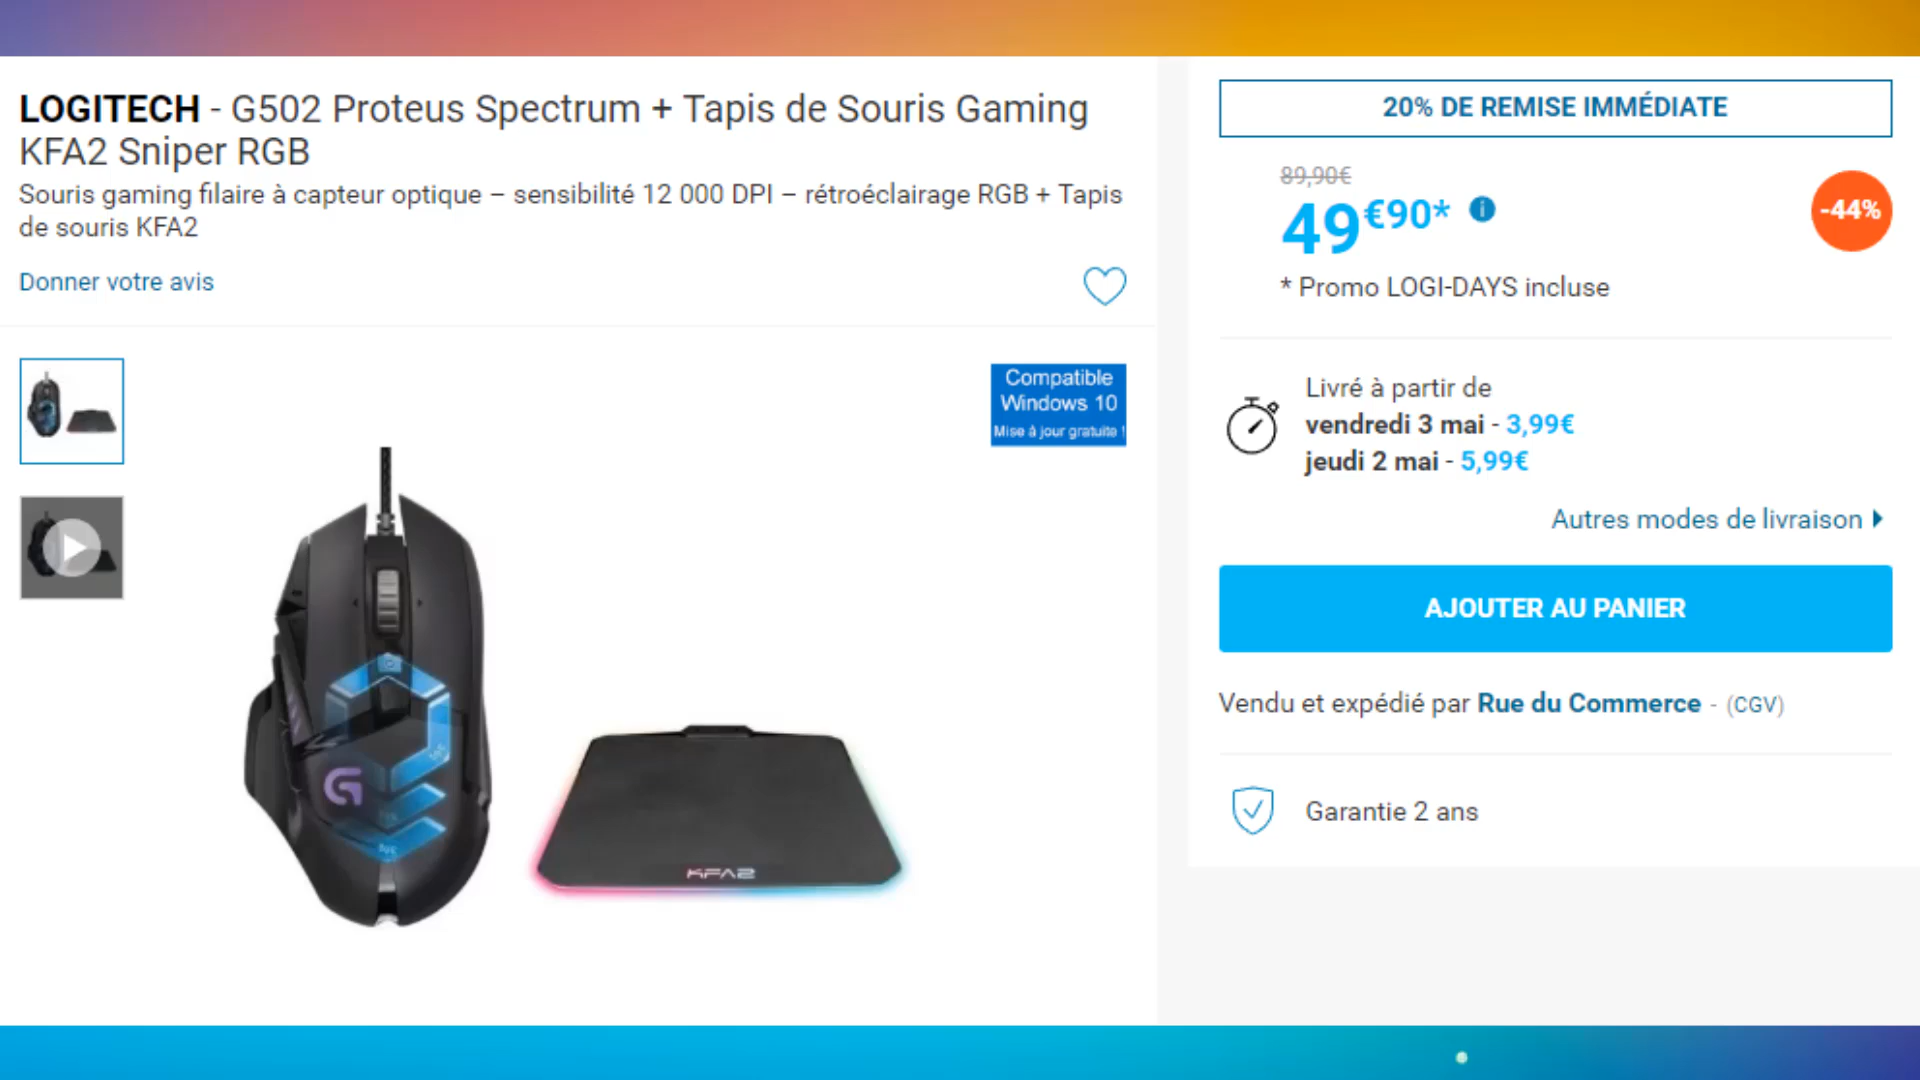 LOGITECH - G502 Proteus Spectrum + Tapis de Souris Gaming
KFA2 Sniper RGB
Souris gaming filaire à capteur optique – sensibilité 12 000 DPI – rétroéclairage RGB + Tapis
de souris KFA2
Donner votre avis
Compatible
Windows 10
Mise à jour gratuite !
G
KFA2
20% DE REMISE IMMÉDIATE
89,90€
49€90*
-44%
* Promo LOGI-DAYS incluse
Livré à partir de
vendredi 3 mai - 3,99€
jeudi 2 mai - 5,99€
Autres modes de livraison
AJOUTER AU PANIER
Vendu et expédié par Rue du Commerce - (CGV)
Garantie 2 ans